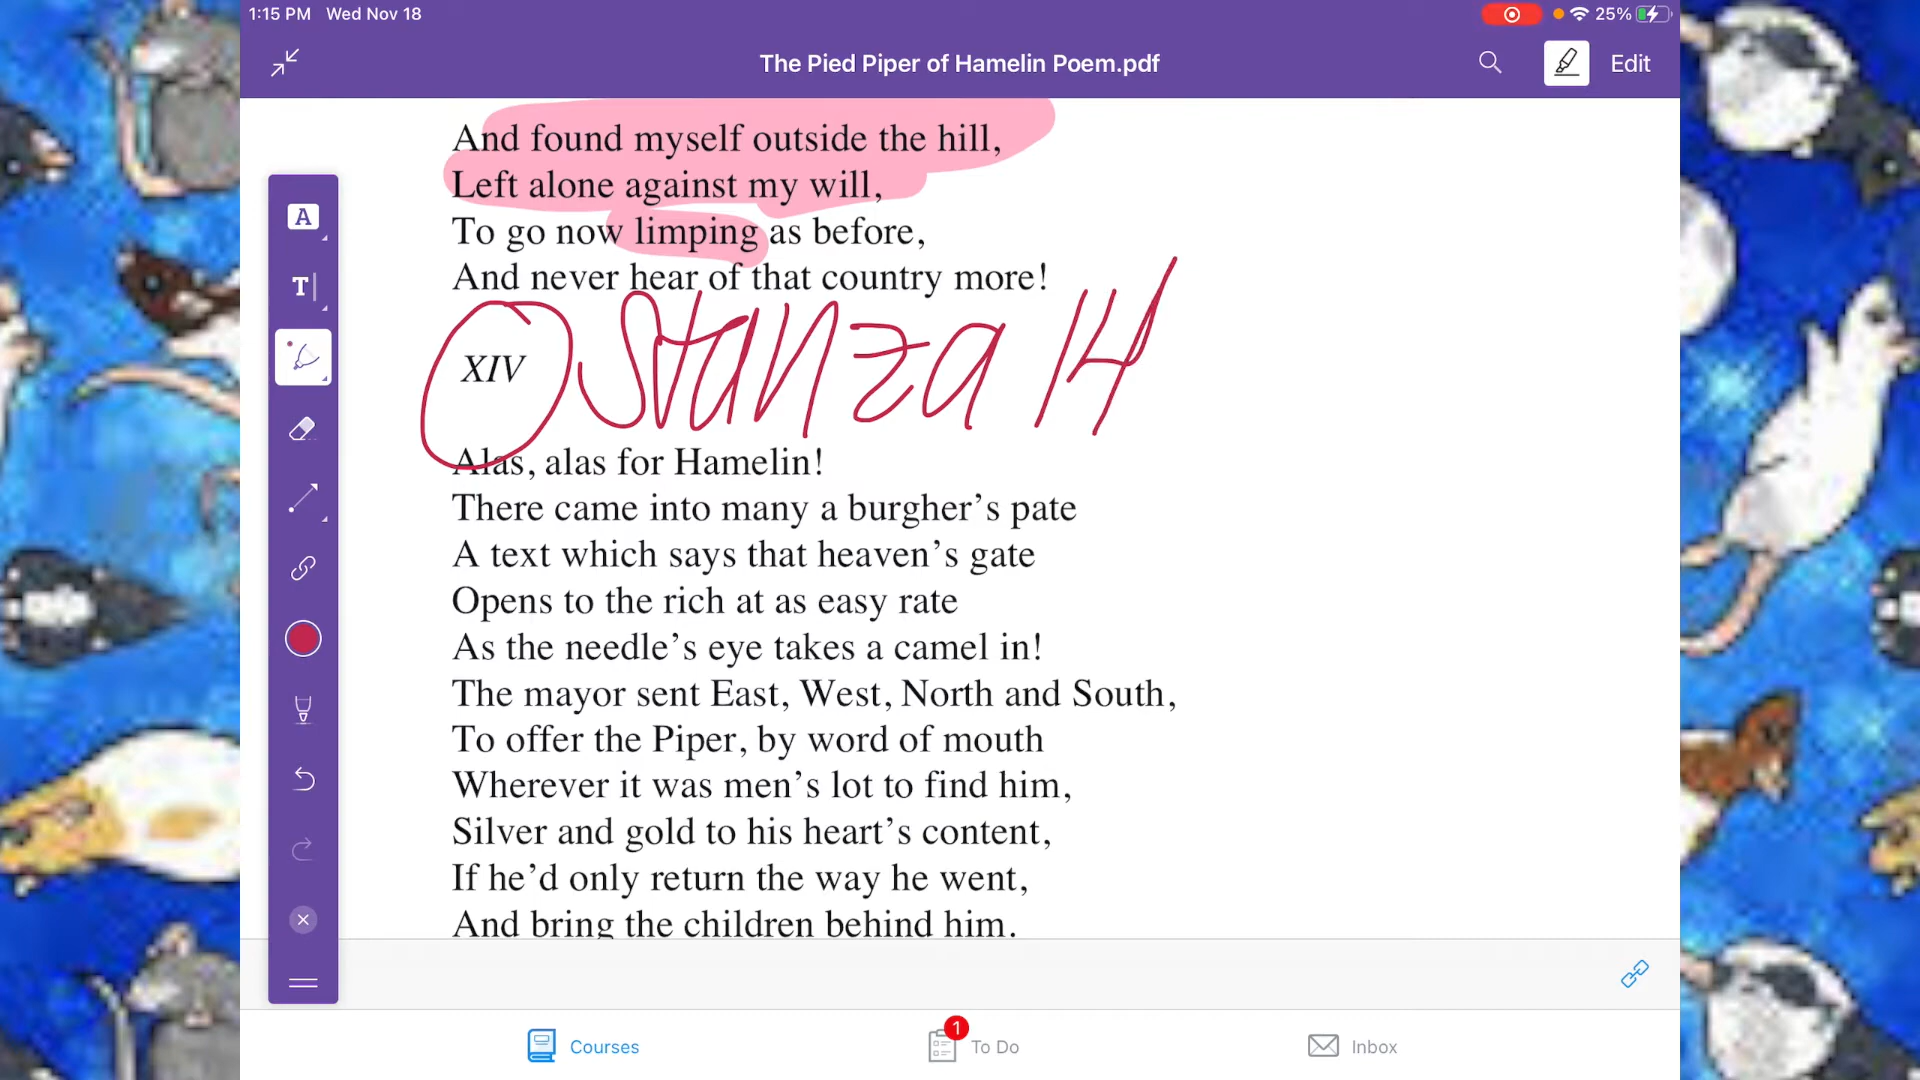 1:15 PM Wed Nov 18 25%
The Pied Piper of Hamelin Poem.pdf Edit
And found myself outside the hill,
Left alone against my will,
To go now limping as before,
And never hear of that country more!
XIV Stanza 14
Alas, alas for Hamelin!
There came into many a burgher’s pate
A text which says that heaven’s gate
Opens to the rich at as easy rate
As the needle’s eye takes a camel in!
The mayor sent East, West, North and South,
To offer the Piper, by word of mouth
Wherever it was men’s lot to find him,
Silver and gold to his heart’s content,
If he’d only return the way he went,
And bring the children behind him.
A
T
Courses 1 To Do Inbox